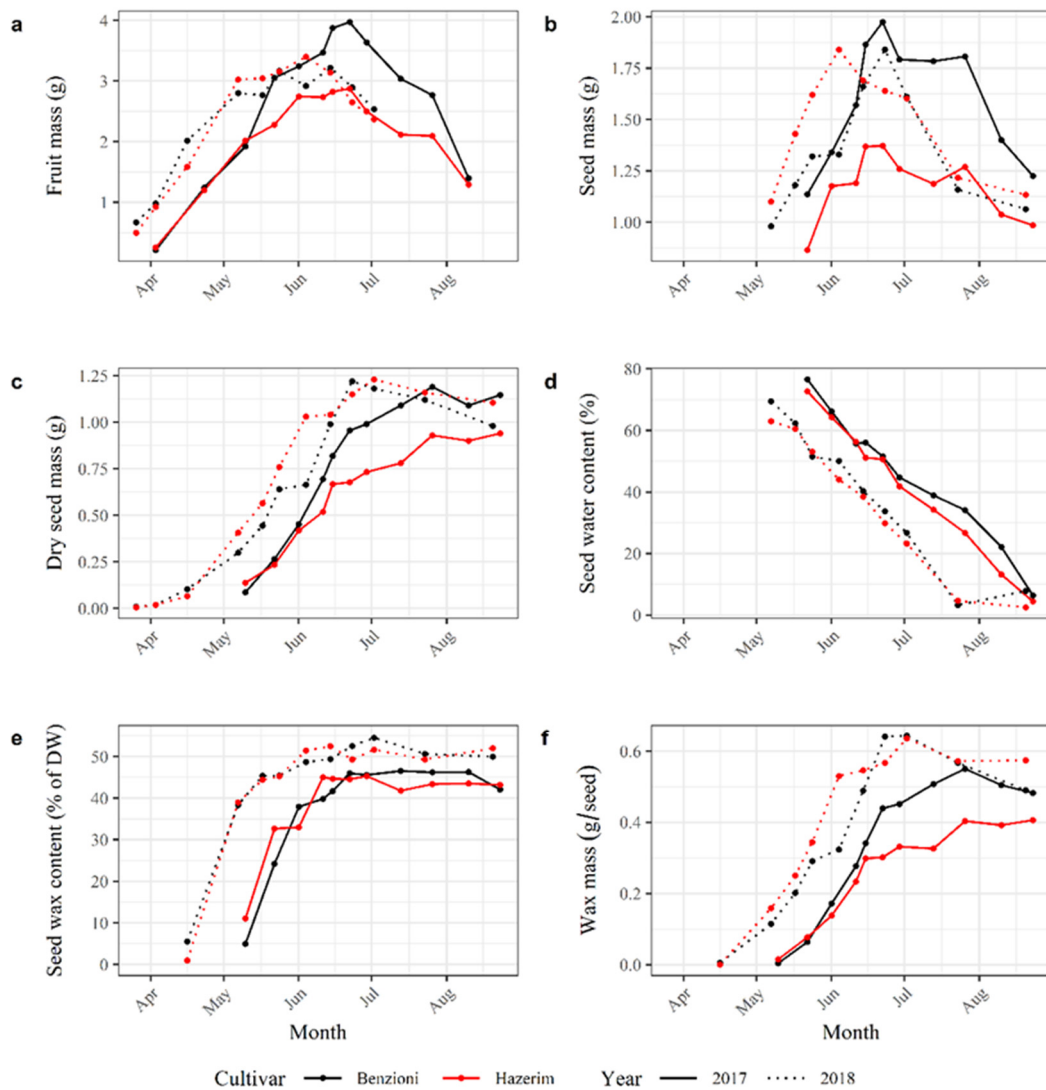 a
b
Fruit mass (g)
4
3
2
1
Apr May Jun Jul Aug
Seed mass (g)
2.00
1.75
1.50
1.25
1.00
Apr May Jun Jul Aug
c
d
Dry seed mass (g)
1.25
1.00
0.75
0.50
0.25
0.00
Apr May Jun Jul Aug
Seed water content (%)
80
60
40
20
0
Apr May Jun Jul Aug
e
f
Seed wax content (% of DW)
50
40
30
20
10
0
Apr May Jun Jul Aug
Month
Wax mass (g/seed)
0.6
0.4
0.2
0.0
Apr May Jun Jul Aug
Month
Cultivar Benzioni Hazerim Year 2017 2018